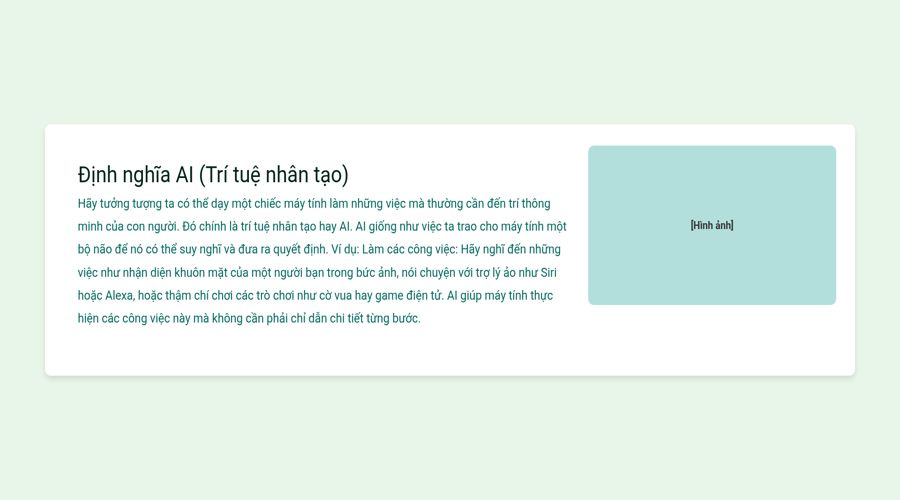 Định nghĩa AI (Trí tuệ nhân tạo)
Hãy tưởng tượng ta có thể dạy một chiếc máy tính làm những việc mà thường cần đến trí thông
minh của con người. Đó chính là trí tuệ nhân tạo hay AI. AI giống như việc ta trao cho máy tính một
bộ não để nó có thể suy nghĩ và đưa ra quyết định. Ví dụ: Làm các công việc: Hãy nghĩ đến những
việc như nhận diện khuôn mặt của một người bạn trong bức ảnh, nói chuyện với trợ lý ảo như Siri
hoặc Alexa, hoặc thậm chí chơi các trò chơi như cờ vua hay game điện tử. AI giúp máy tính thực
hiện các công việc này mà không cần phải chỉ dẫn chi tiết từng bước.
[Hình ảnh]